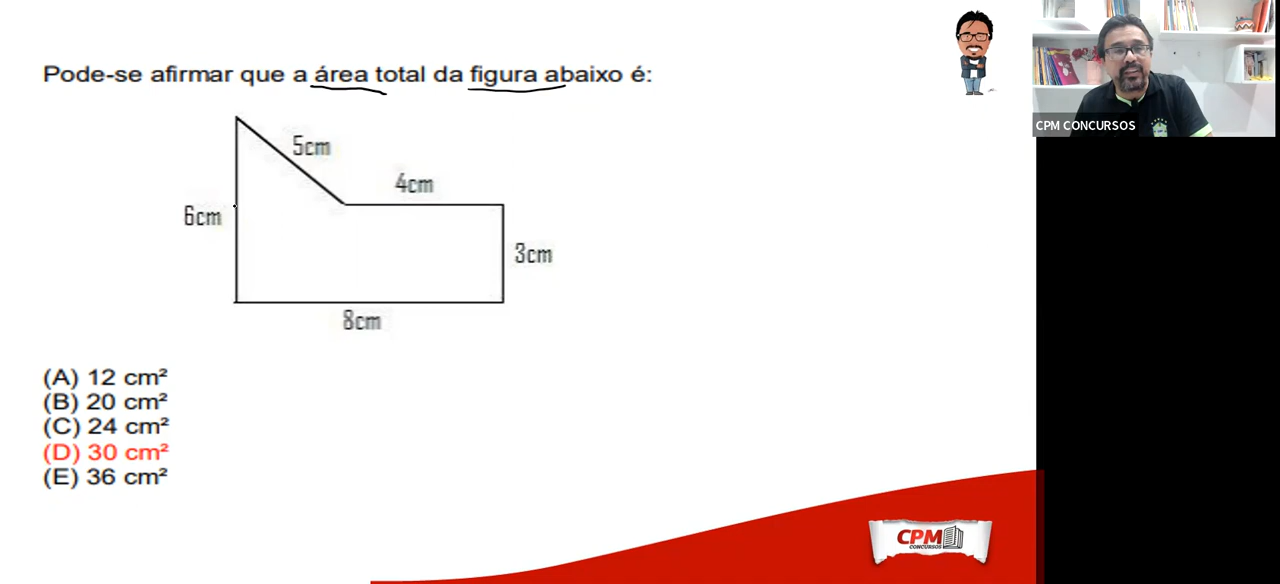 Pode-se afirmar que a área total da figura abaixo é:
5cm
4cm
6cm
3cm
8cm
(A) 12 cm²
(B) 20 cm²
(C) 24 cm²
(D) 30 cm²
(E) 36 cm²
CPM CONCURSOS
CPM
CONCURSOS